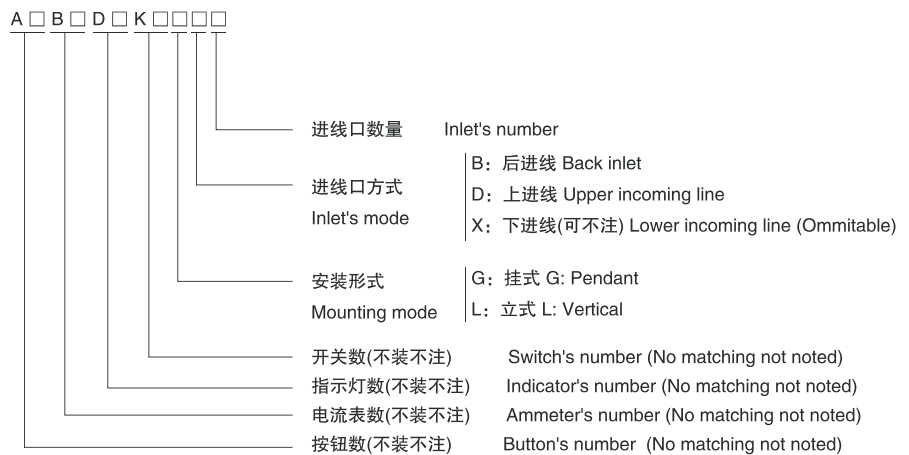 A□ B□ D□ K□□□□
进线口数量 Inlet's number
进线口方式
Inlet's mode
B：后进线 Back inlet
D：上进线 Upper incoming line
X：下进线(可不注) Lower incoming line (Ommitable)
安装形式
Mounting mode
G：挂式 G: Pendant
L：立式 L: Vertical
开关数(不装不注) Switch's number (No matching not noted)
指示灯数(不装不注) Indicator's number (No matching not noted)
电流表数(不装不注) Ammeter's number (No matching not noted)
按钮数(不装不注) Button's number (No matching not noted)